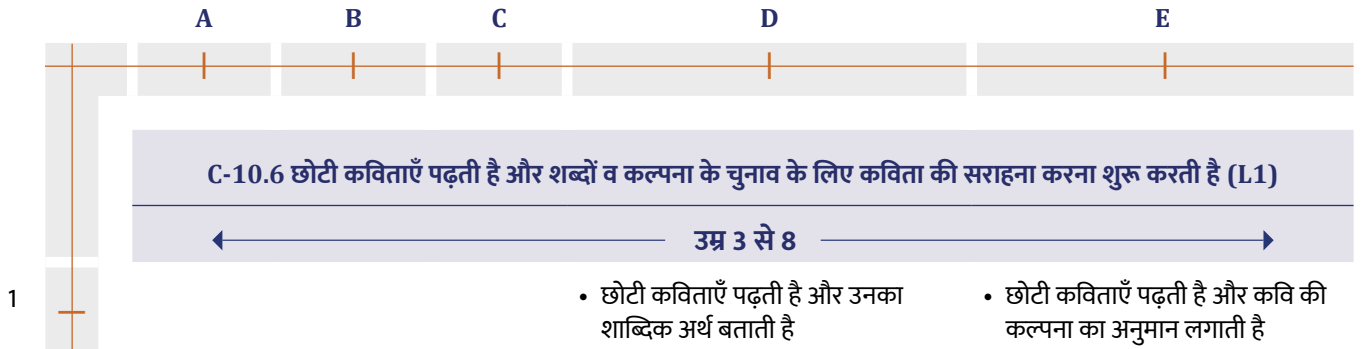 A B C D E
C-10.6 छोटी कविताएँ पढ़ती है और शब्दों व कल्पना के चुनाव के लिए कविता की सराहना करना शुरू करती है (L1)
उम्र 3 से 8
1
• छोटी कविताएँ पढ़ती है और उनका
शाब्दिक अर्थ बताती है
• छोटी कविताएँ पढ़ती है और कवि की
कल्पना का अनुमान लगाती है